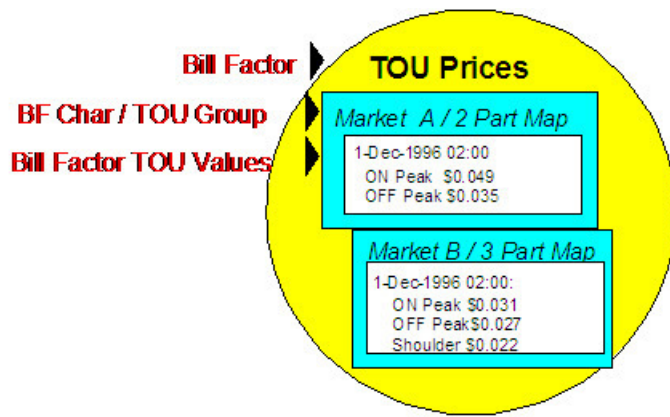 Bill Factor
TOU Prices
BF Char / TOU Group
Market A / 2 Part Map
Bill Factor TOU Values
1-Dec-1996 02:00
ON Peak $0.049
OFF Peak $0.035
Market B / 3 Part Map
1-Dec-1996 02:00:
ON Peak $0.031
OFF Peak$0.027
Shoulder $0.022